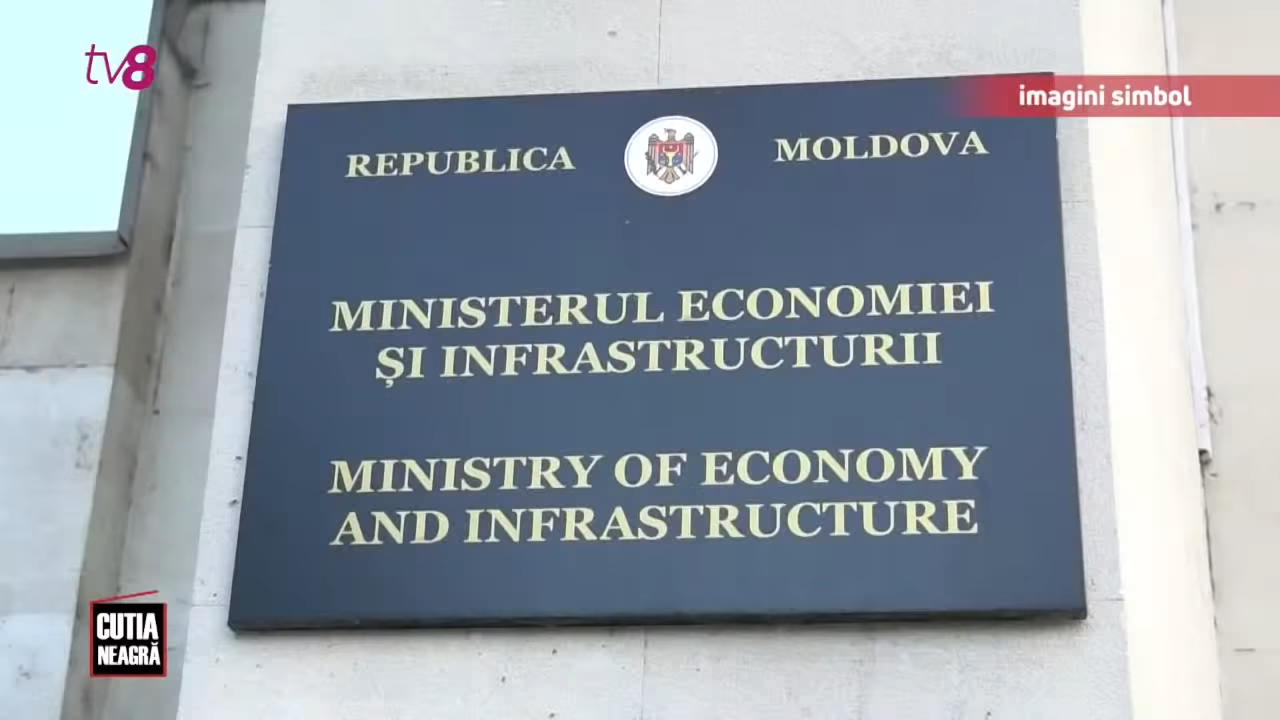 tv8
imagini simbol
REPUBLICA MOLDOVA
MINISTERUL ECONOMIEI
ȘI INFRASTRUCTURII
MINISTRY OF ECONOMY
AND INFRASTRUCTURE
CUTIA
NEAGRĂ